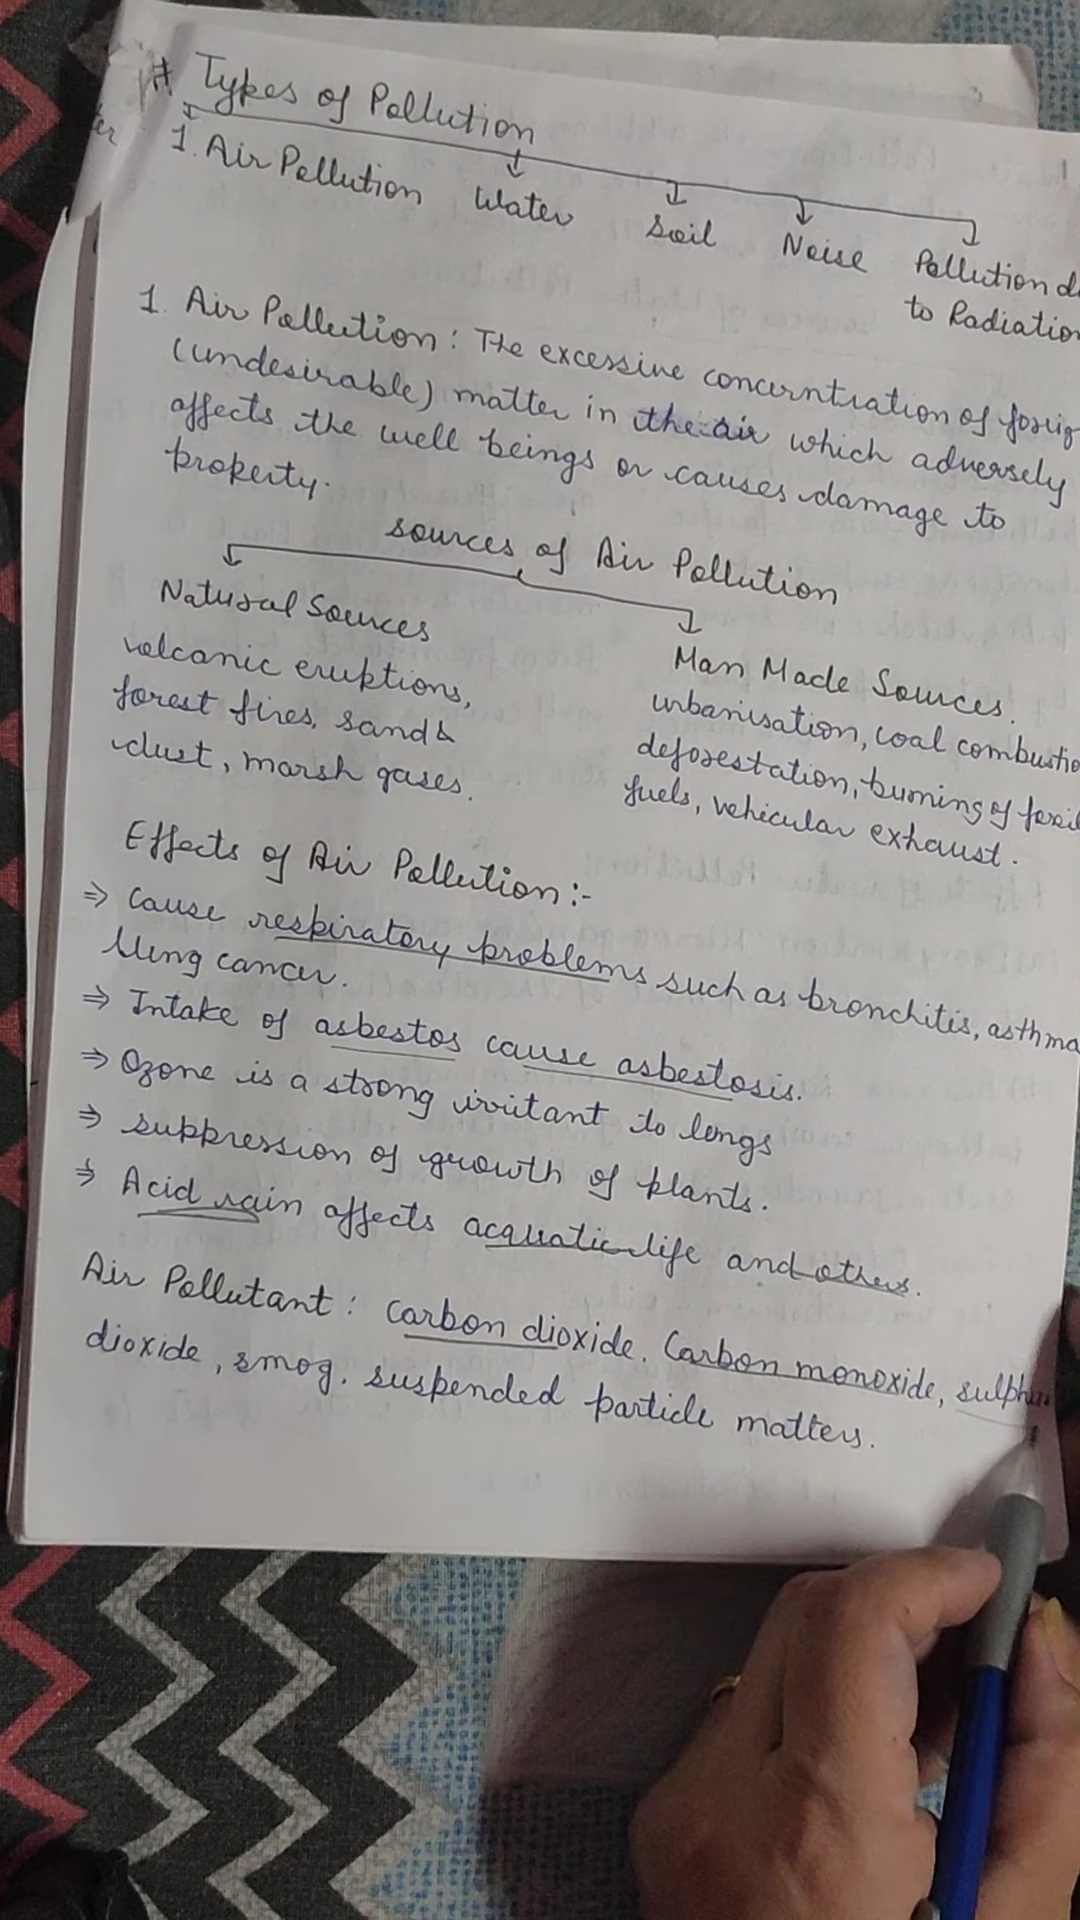 # Types of Pollution
1. Air Pollution Water Soil Noise Pollution
to Radiation
1. Air Pollution : The excessive concerntration of
(undesirable) matter in the air which adversely
affects the well beings or causes damage to
property.
sources of Air Pollution
Natural Sources
volcanic eruptions,
forest fires, sand &
dust, marsh gases.
Man Made Sources.
urbanisation, coal combustio
deforestation, burning of
fuels, vehicular exhaust.
Effects of Air Pollution:-
⇒ Cause respiratory problems such as bronchitis, asthma
lung cancer.
⇒ Intake of asbestos cause asbestosis.
⇒ Ozone is a strong irritant to lungs
⇒ suppression of growth of plants.
⇒ Acid rain affects acquatic life and others.
Air Pollutant : Carbon dioxide, Carbon monoxide, sulphur
dioxide, smog, suspended particle matters.